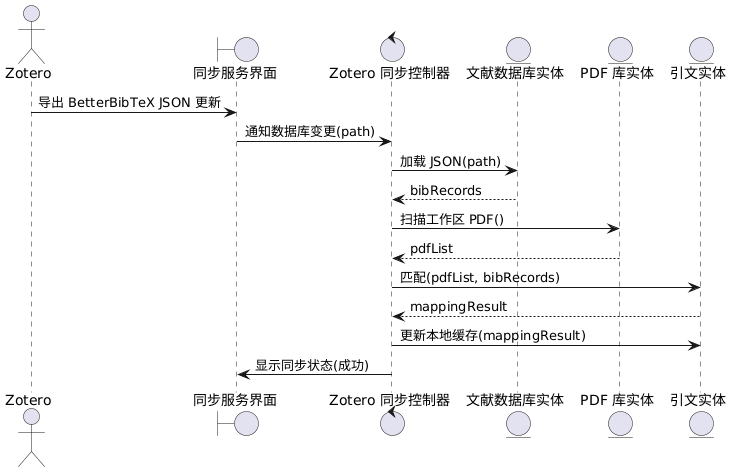 Zotero
同步服务界面
Zotero 同步控制器
文献数据库实体
PDF 库实体
引文实体
导出 BetterBibTeX JSON 更新
通知数据库变更(path)
加载 JSON(path)
bibRecords
扫描工作区 PDF()
pdfList
匹配(pdfList, bibRecords)
mappingResult
更新本地缓存(mappingResult)
显示同步状态(成功)
Zotero
同步服务界面
Zotero 同步控制器
文献数据库实体
PDF 库实体
引文实体